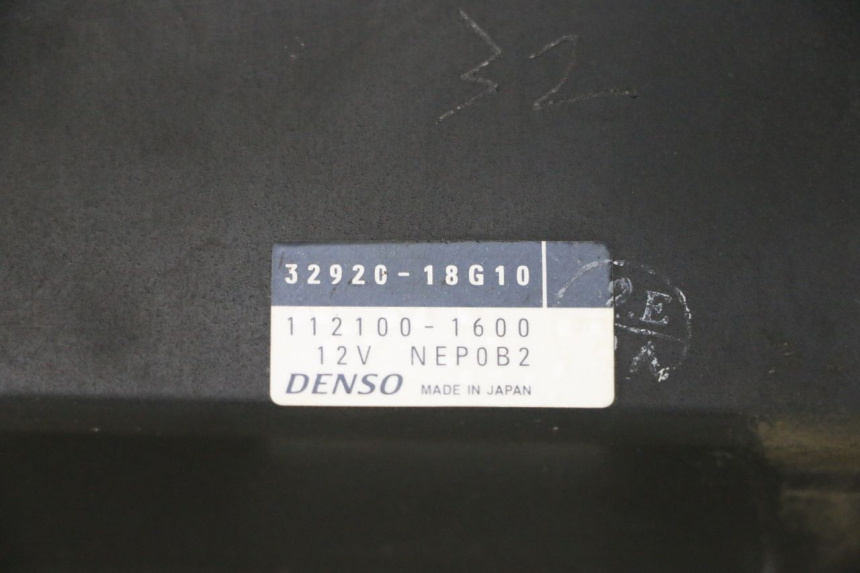 32
32920-18G10
112100-1600
12V NEP0B2
DENSO MADE IN JAPAN